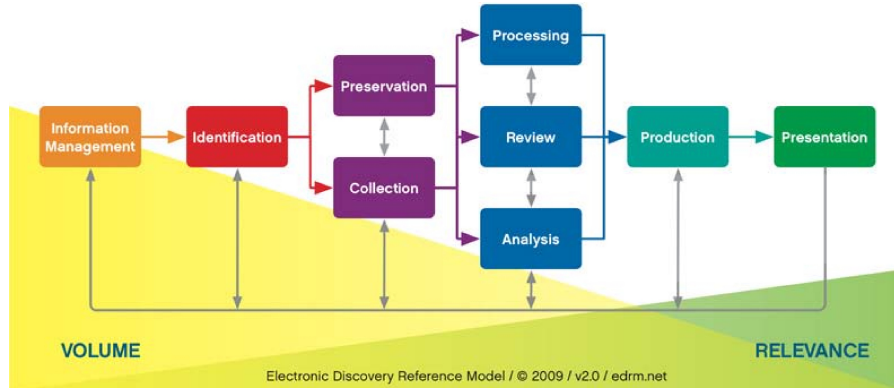 Information
Management
Identification
Preservation
Collection
Processing
Review
Analysis
Production
Presentation
VOLUME
RELEVANCE
Electronic Discovery Reference Model / © 2009 / v2.0 / edrm.net